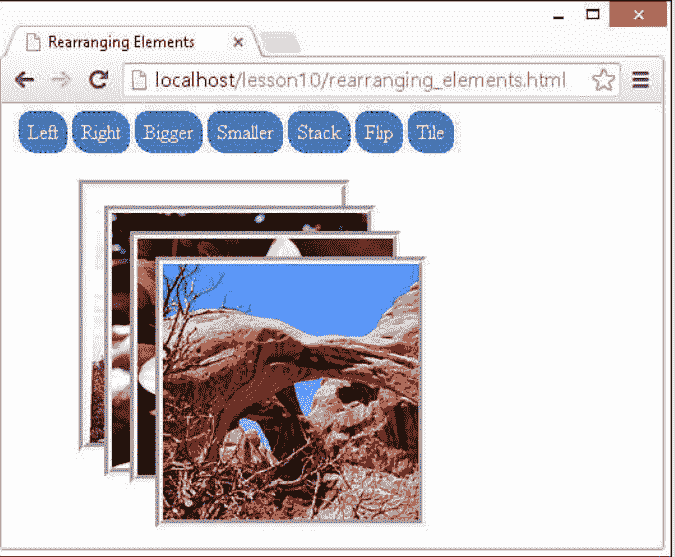 Rearranging Elements
localhost/lesson10/rearranging_elements.html
Left Right Bigger Smaller Stack Flip Tile